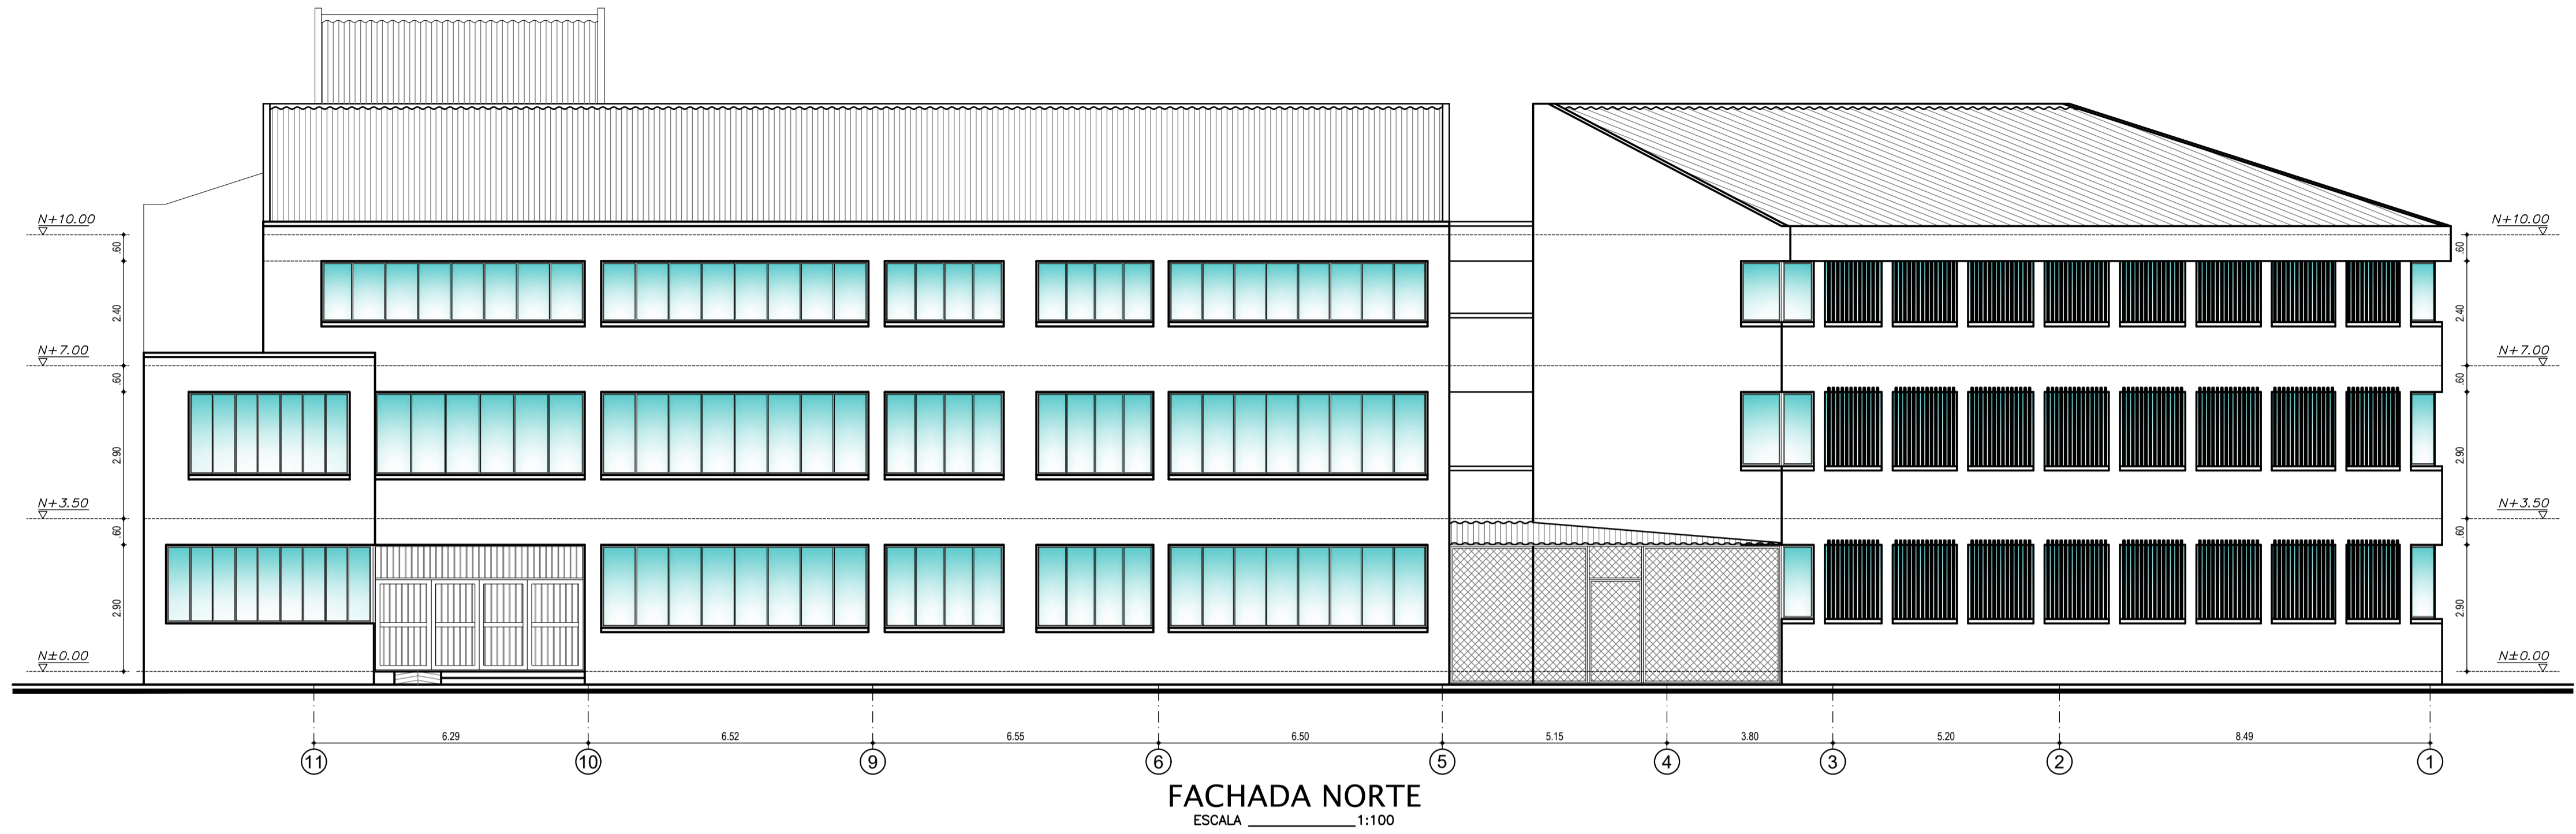 N+10.00
N+10.00
.60
.60
2.40
2.40
N+7.00
N+7.00
.60
.60
2.90
2.90
N+3.50
N+3.50
.60
.60
2.90
2.90
N±0.00
N±0.00
6.29 6.52 6.55 6.50 5.15 3.80 5.20 8.49
11 10 9 6 5 4 3 2 1
FACHADA NORTE
ESCALA 1:100